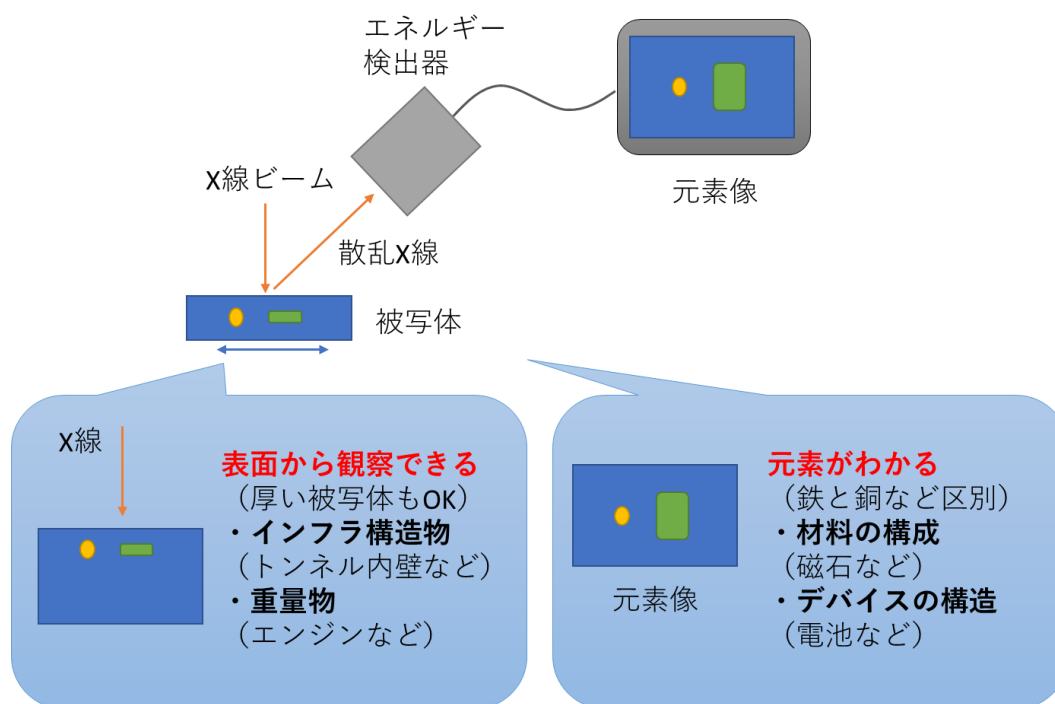 エネルギー
検出器
X線ビーム
散乱X線
元素像
被写体
X線
表面から観察できる
（厚い被写体もOK）
・インフラ構造物
（トンネル内壁など）
・重量物
（エンジンなど）
元素像
元素がわかる
（鉄と銅など区別）
・材料の構成
（磁石など）
・デバイスの構造
（電池など）